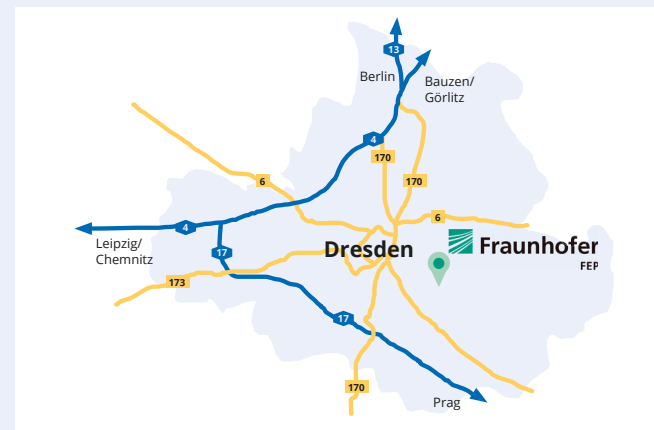 13
Berlin
Bauzen/
Görlitz
4
170
6
170
6
4
Leipzig/
Chemnitz
17
Dresden
Fraunhofer
FEP
173
17
170
Prag